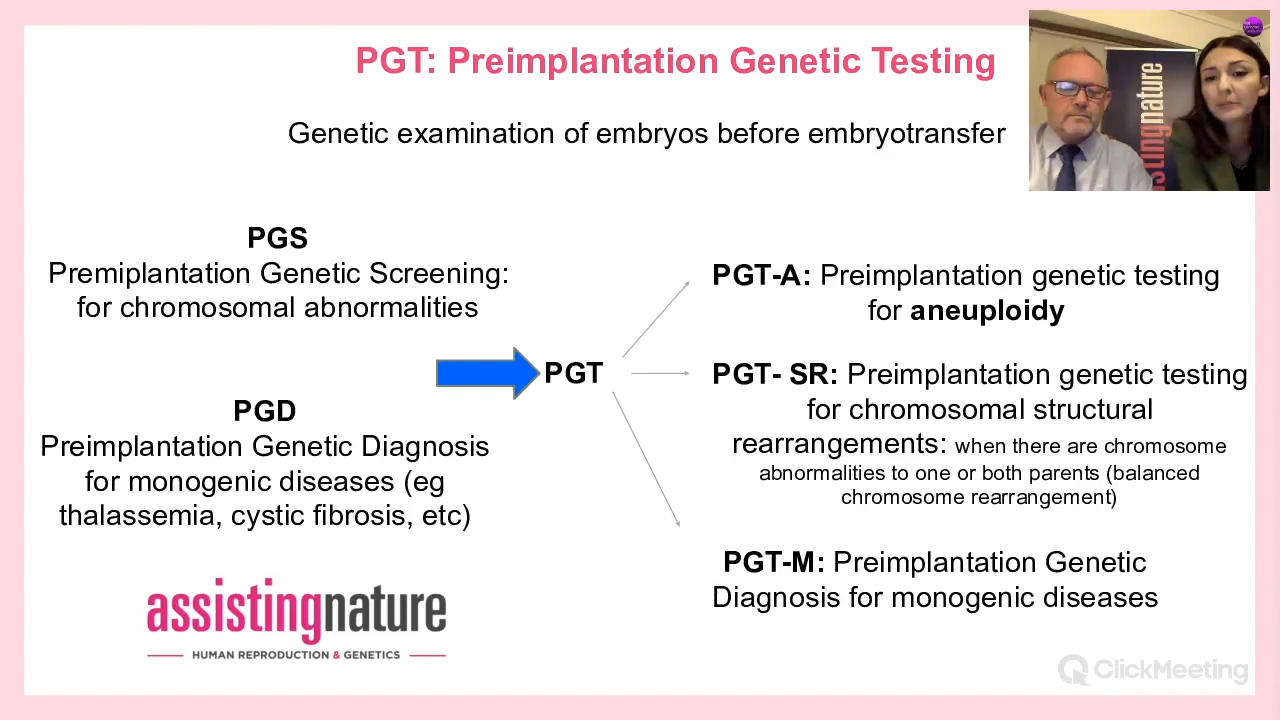 PGT: Preimplantation Genetic Testing
Genetic examination of embryos before embryotransfer
assistingnature
PGS
Premiplantation Genetic Screening:
for chromosomal abnormalities
PGD
Preimplantation Genetic Diagnosis
for monogenic diseases (eg
thalassemia, cystic fibrosis, etc)
PGT
PGT-A: Preimplantation genetic testing
for aneuploidy
PGT- SR: Preimplantation genetic testing
for chromosomal structural
rearrangements: when there are chromosome
abnormalities to one or both parents (balanced
chromosome rearrangement)
PGT-M: Preimplantation Genetic
Diagnosis for monogenic diseases
assistingnature
HUMAN REPRODUCTION & GENETICS
ClickMeeting